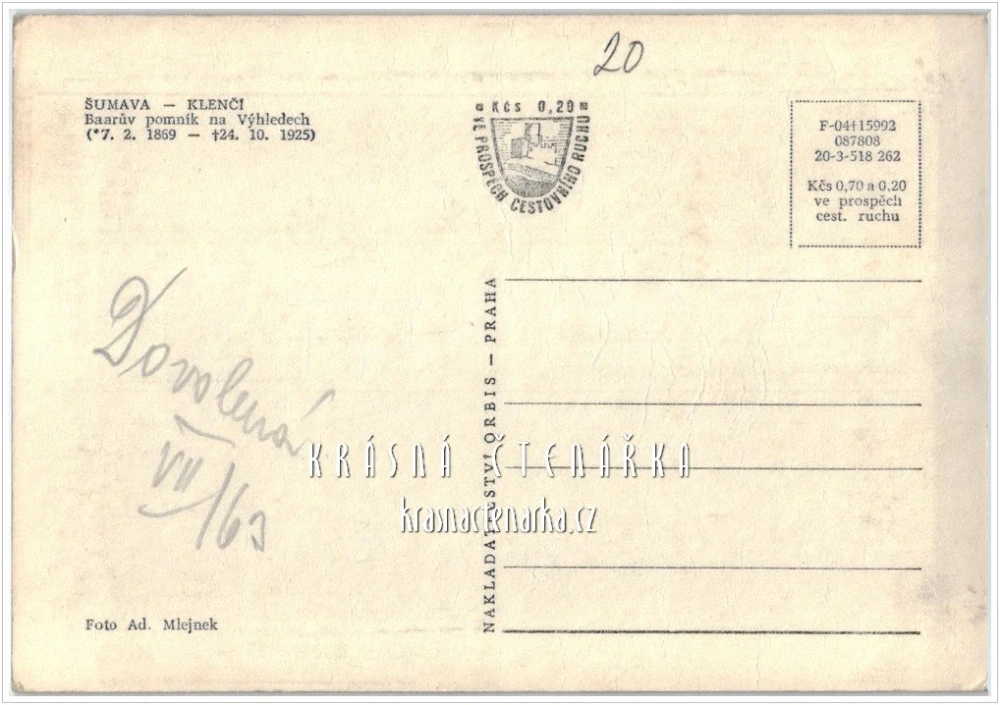 20
ŠUMAVA — KLENČÍ
Baarův pomník na Výhledech
(*7. 2. 1869 — †24. 10. 1925)
Kčs 0,20
VE PROSPĚCH CESTOVNÍHO RUCHU
F-04†15992
087808
20-3-518 262
Kčs 0,70 a 0,20
ve prospěch
cest. ruchu
Dovolená
VII/63
NAKLADATELSTVÍ ORBIS — PRAHA
KRÁSNÁ ČTENÁŘKA
krasnactenarka.cz
Foto Ad. Mlejnek